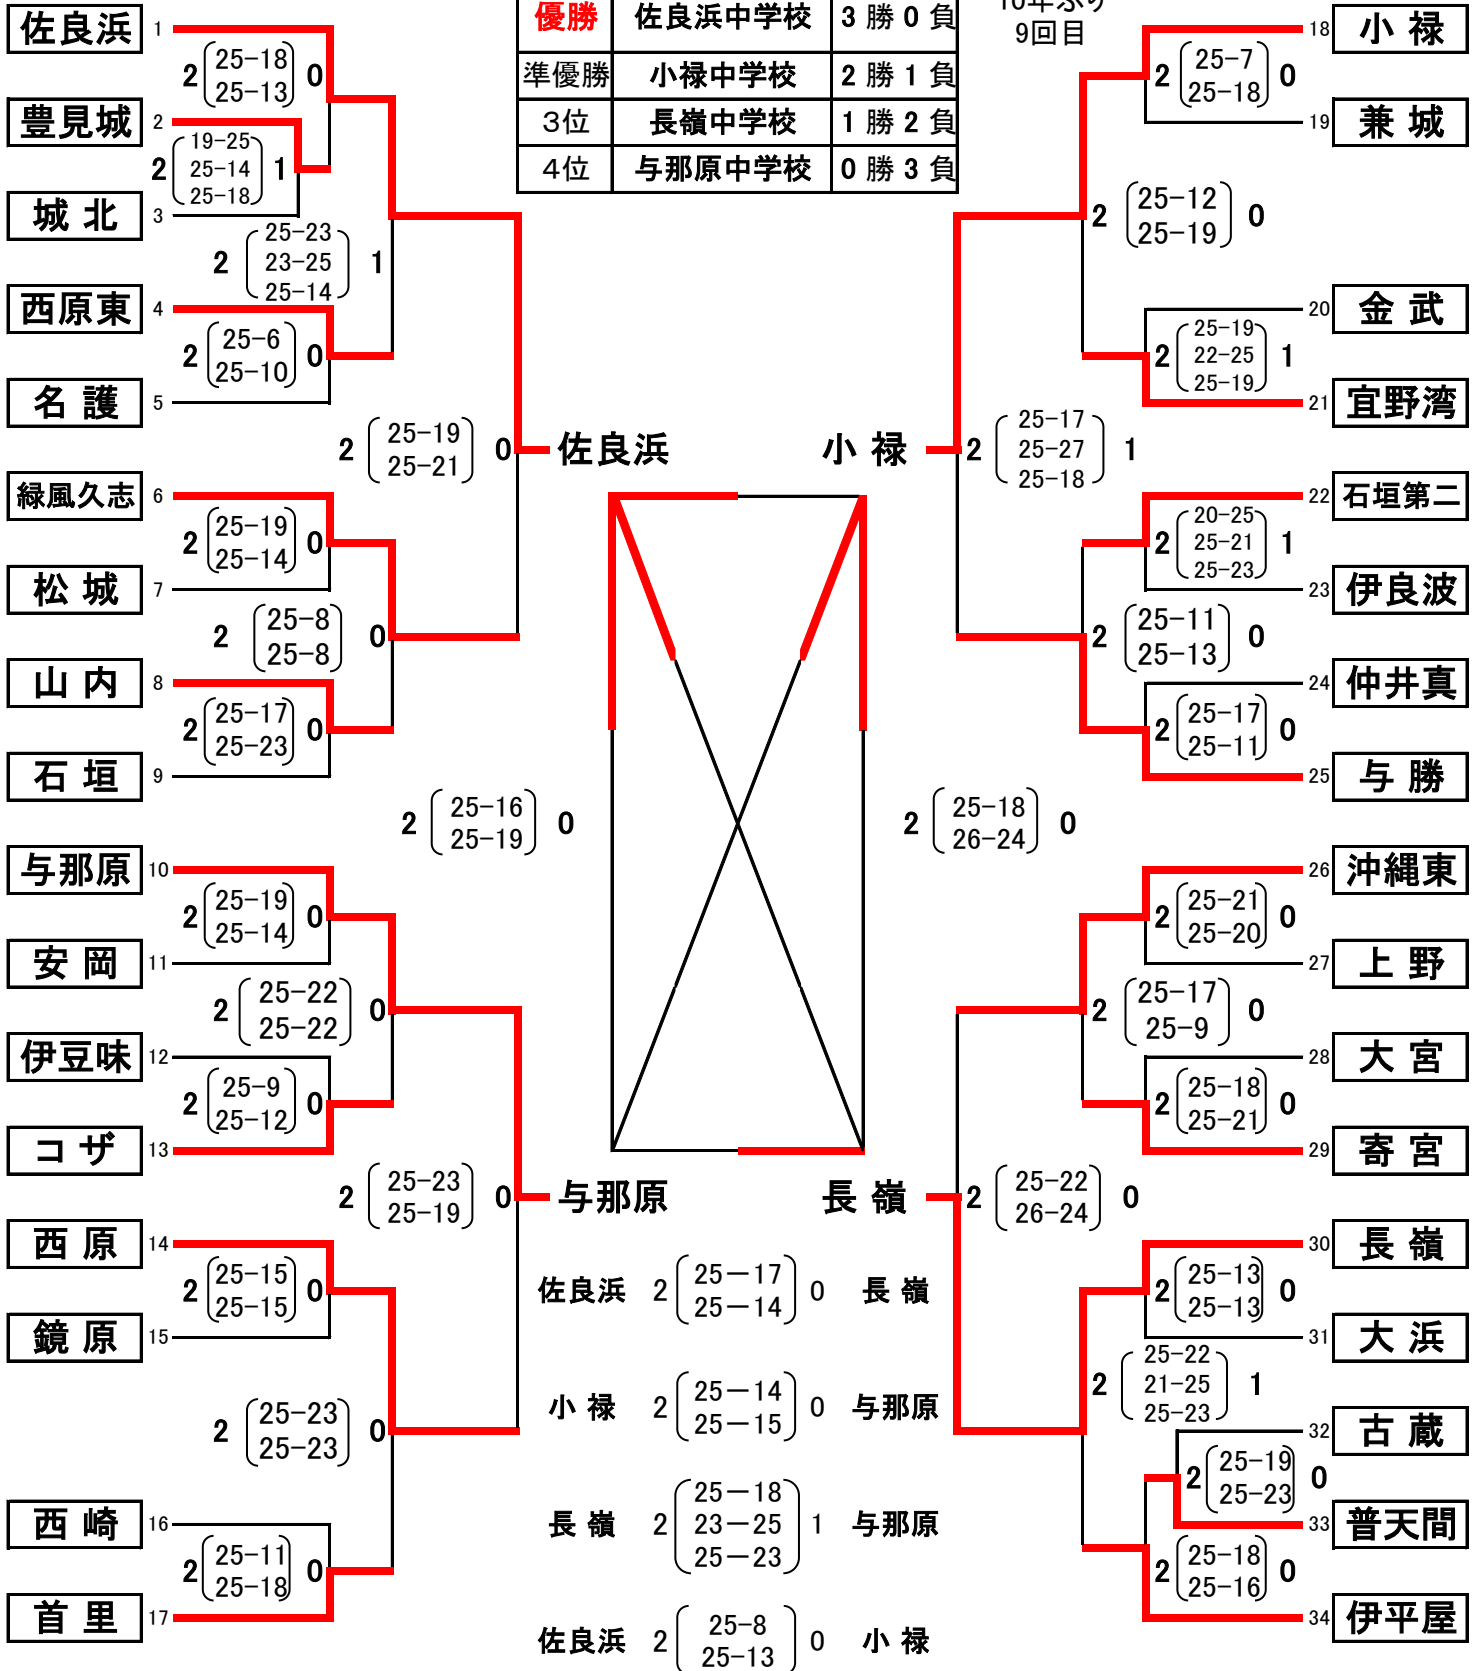 優勝 佐良浜中学校 3 勝 0 負
準優勝 小禄中学校 2 勝 1 負
3位 長嶺中学校 1 勝 2 負
4位 与那原中学校 0 勝 3 負
9回目
佐良浜 1
2 25-18 0
25-13
豊見城 2
2 19-25 1
25-14
25-18
城 北 3
2 25-23 1
23-25
25-14
西原東 4
2 25-6 0
25-10
名 護 5
2 25-19 0
25-21
佐良浜
緑風久志 6
2 25-19 0
25-14
松 城 7
2 25-8 0
25-8
山 内 8
2 25-17 0
25-23
石 垣 9
2 25-16 0
25-19
与那原 10
2 25-19 0
25-14
安 岡 11
2 25-22 0
25-22
伊豆味 12
2 25-9 0
25-12
コ ザ 13
2 25-23 0
25-19
与那原
西 原 14
2 25-15 0
25-15
鏡 原 15
2 25-23 0
25-23
西 崎 16
2 25-11 0
25-18
首 里 17
18 小 禄
2 25-7 0
25-18
19 兼 城
2 25-12 0
25-19
20 金 武
2 25-19 1
22-25
25-19
21 宜野湾
小 禄
2 25-17 1
25-27
25-18
22 石垣第二
2 20-25 1
25-21
25-23
23 伊良波
2 25-11 0
25-13
24 仲井真
2 25-17 0
25-11
25 与 勝
2 25-18 0
26-24
26 沖縄東
2 25-21 0
25-20
27 上 野
2 25-17 0
25-9
28 大 宮
2 25-18 0
25-21
29 寄 宮
長 嶺
2 25-22 0
26-24
30 長 嶺
2 25-13 0
25-13
31 大 浜
2 25-22 1
21-25
25-23
32 古 蔵
2 25-19 0
25-23
33 普天間
2 25-18 0
25-16
34 伊平屋
佐良浜 2 25－17 0 長 嶺
25－14
小 禄 2 25－14 0 与那原
25－15
長 嶺 2 25－18 1 与那原
23－25
25－23
佐良浜 2 25-8 0 小 禄
25-13